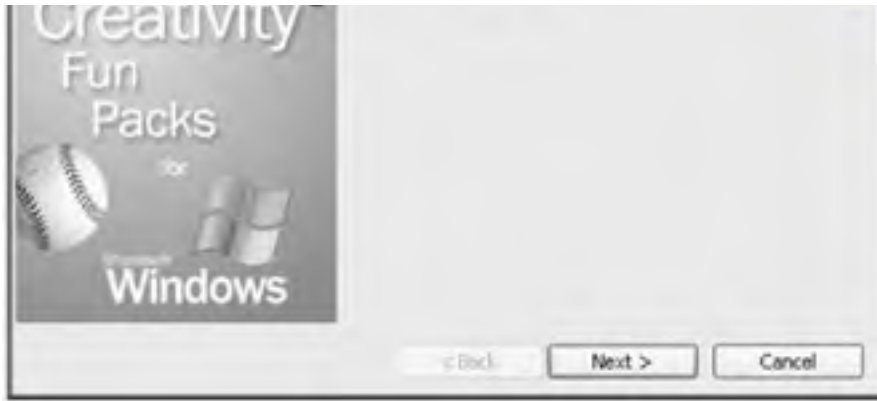 Creativity
Fun
Packs
for
Windows
< Back
Next >
Cancel